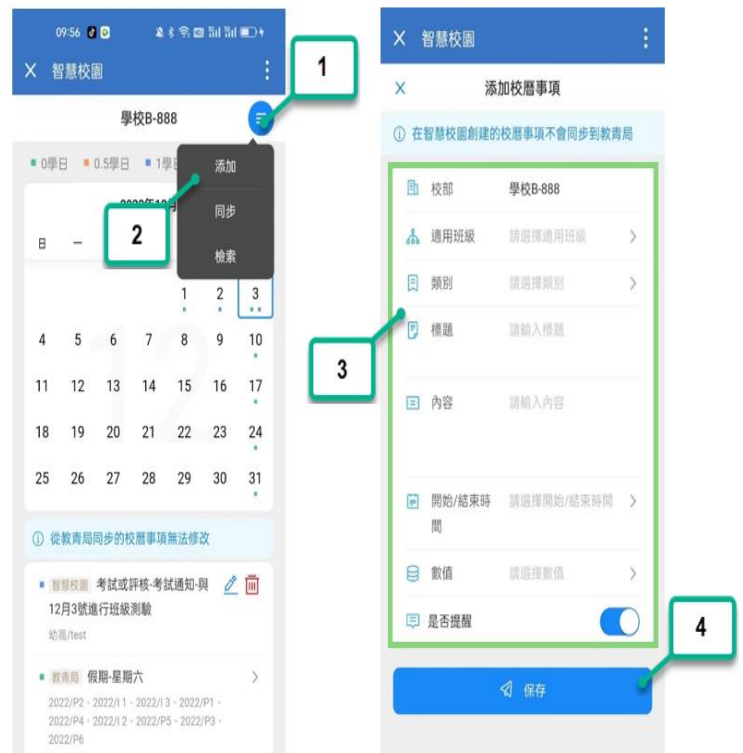 09:56
智慧校園
學校B-888
1
0學日 0.5學日 1學
添加
同步
檢索
2
日 一
1 2 3
4 5 6 7 8 9 10
11 12 13 14 15 16 17
18 19 20 21 22 23 24
25 26 27 28 29 30 31
12
從教青局同步的校曆事項無法修改
智慧校園 考試或評核-考試通知-與
12月3號進行班級測驗
幼高/test
教青局 假期-星期六
2022/P2、2022/I1、2022/I3、2022/P1、
2022/P4、2022/I2、2022/P5、2022/P3、
2022/P6
智慧校園
添加校曆事項
在智慧校園創建的校曆事項不會同步到教青局
校部 學校B-888
適用班級 請選擇適用班級
類別 請選擇類別
標題 請輸入標題
3
內容 請輸入內容
開始/結束時
間
請選擇開始/結束時間
數值 請選擇數值
是否提醒
4
保存